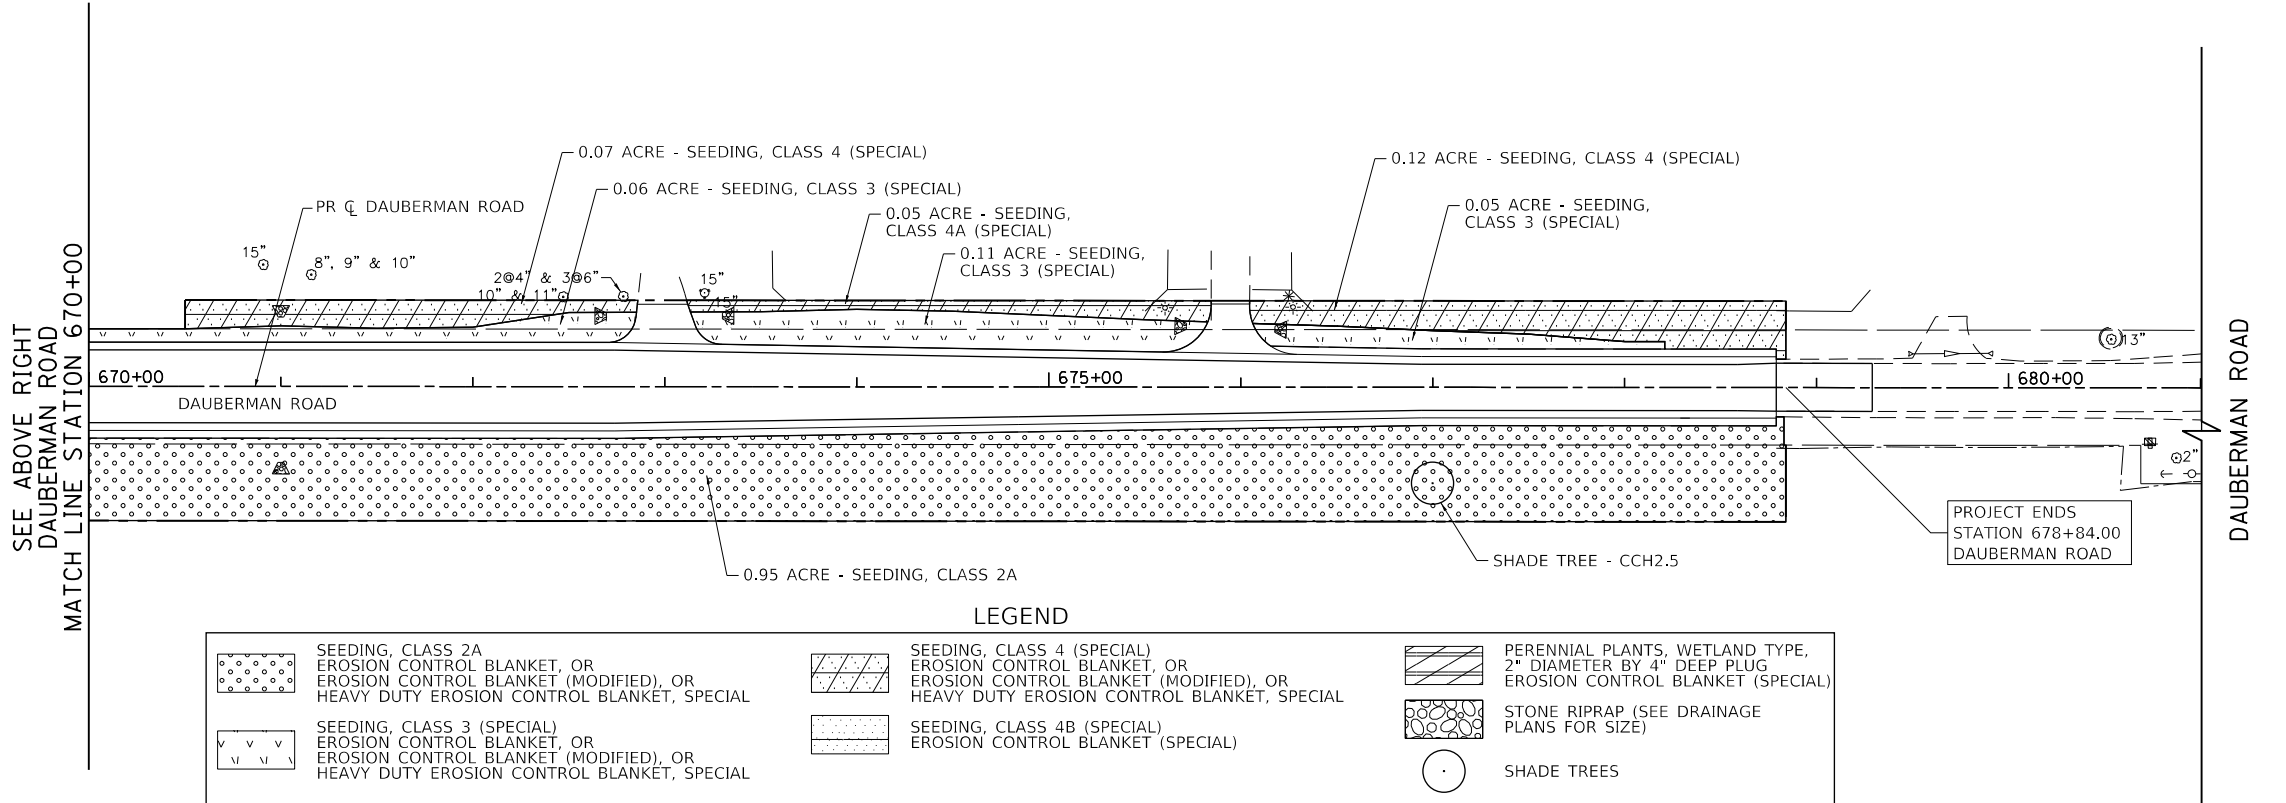 SEE ABOVE RIGHT
DAUBERMAN ROAD
MATCH LINE STATION 670+00
0.07 ACRE - SEEDING, CLASS 4 (SPECIAL)
0.06 ACRE - SEEDING, CLASS 3 (SPECIAL)
PR ℄ DAUBERMAN ROAD
0.05 ACRE - SEEDING,
CLASS 4A (SPECIAL)
0.11 ACRE - SEEDING,
CLASS 3 (SPECIAL)
0.12 ACRE - SEEDING, CLASS 4 (SPECIAL)
0.05 ACRE - SEEDING,
CLASS 3 (SPECIAL)
15"
8", 9" & 10"
2@4" & 3@6"
10" & 11"
15"
15"
13"
670+00
675+00
680+00
DAUBERMAN ROAD
2"
DAUBERMAN ROAD
PROJECT ENDS
STATION 678+84.00
DAUBERMAN ROAD
SHADE TREE - CCH2.5
0.95 ACRE - SEEDING, CLASS 2A
LEGEND
SEEDING, CLASS 2A
EROSION CONTROL BLANKET, OR
EROSION CONTROL BLANKET (MODIFIED), OR
HEAVY DUTY EROSION CONTROL BLANKET, SPECIAL
SEEDING, CLASS 3 (SPECIAL)
EROSION CONTROL BLANKET, OR
EROSION CONTROL BLANKET (MODIFIED), OR
HEAVY DUTY EROSION CONTROL BLANKET, SPECIAL
SEEDING, CLASS 4 (SPECIAL)
EROSION CONTROL BLANKET, OR
EROSION CONTROL BLANKET (MODIFIED), OR
HEAVY DUTY EROSION CONTROL BLANKET, SPECIAL
SEEDING, CLASS 4B (SPECIAL)
EROSION CONTROL BLANKET (SPECIAL)
PERENNIAL PLANTS, WETLAND TYPE,
2" DIAMETER BY 4" DEEP PLUG
EROSION CONTROL BLANKET (SPECIAL)
STONE RIPRAP (SEE DRAINAGE
PLANS FOR SIZE)
SHADE TREES